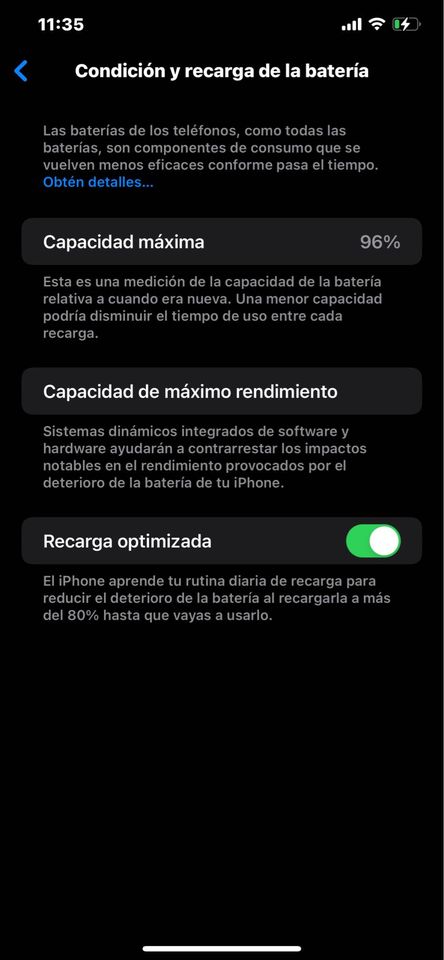 11:35
Condición y recarga de la batería
Las baterías de los teléfonos, como todas las
baterías, son componentes de consumo que se
vuelven menos eficaces conforme pasa el tiempo.
Obtén detalles...
Capacidad máxima 96%
Esta es una medición de la capacidad de la batería
relativa a cuando era nueva. Una menor capacidad
podría disminuir el tiempo de uso entre cada
recarga.
Capacidad de máximo rendimiento
Sistemas dinámicos integrados de software y
hardware ayudarán a contrarrestar los impactos
notables en el rendimiento provocados por el
deterioro de la batería de tu iPhone.
Recarga optimizada
El iPhone aprende tu rutina diaria de recarga para
reducir el deterioro de la batería al recargarla a más
del 80% hasta que vayas a usarlo.